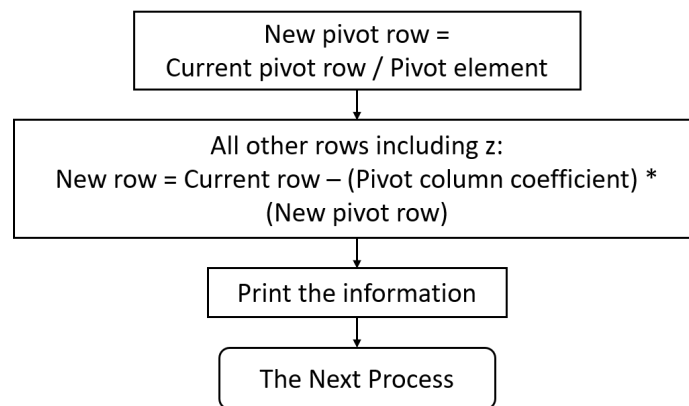 New pivot row =
Current pivot row / Pivot element
All other rows including z:
New row = Current row – (Pivot column coefficient) *
(New pivot row)
Print the information
The Next Process